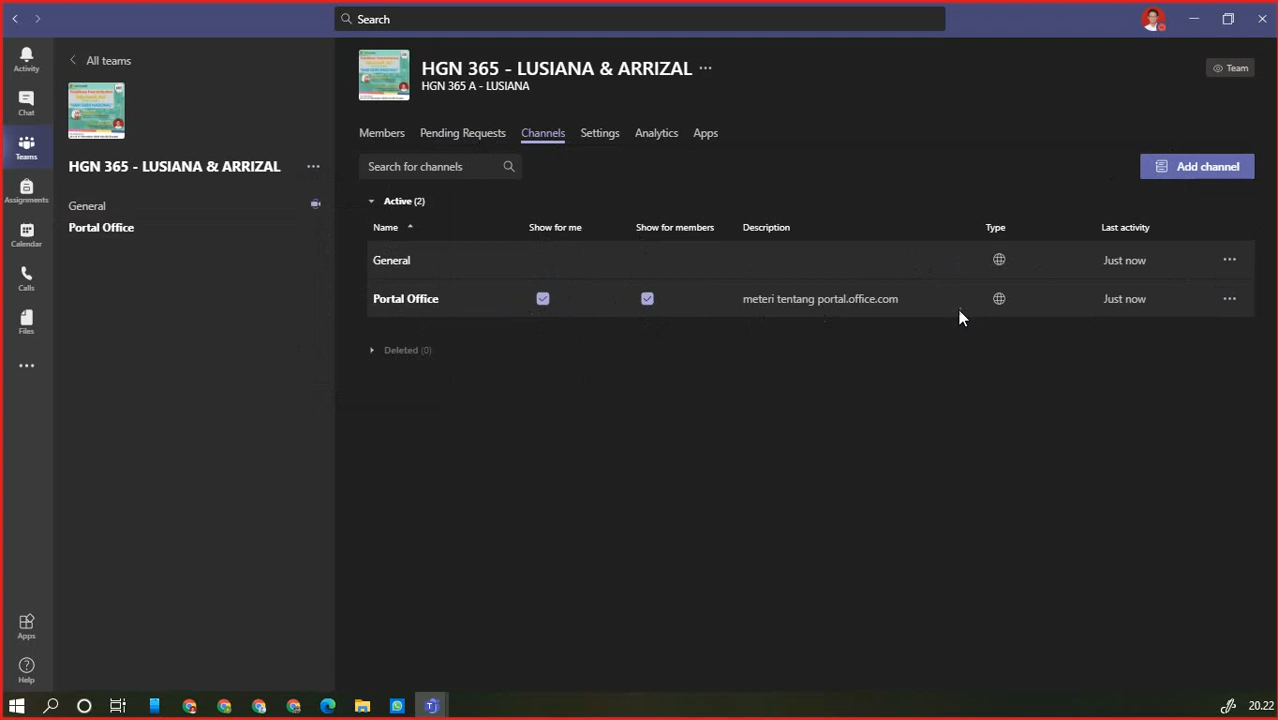 Search
Activity
Chat
Teams
Assignments
Calendar
Calls
Files
Apps
Help
All teams
HGN 365 - LUSIANA & ARRIZAL
General
Portal Office
HGN 365 - LUSIANA & ARRIZAL
HGN 365 A - LUSIANA
Team
Members Pending Requests Channels Settings Analytics Apps
Search for channels
Add channel
Active (2)
Name Show for me Show for members Description Type Last activity
General Just now
Portal Office meteri tentang portal.office.com Just now
Deleted (0)
20.22